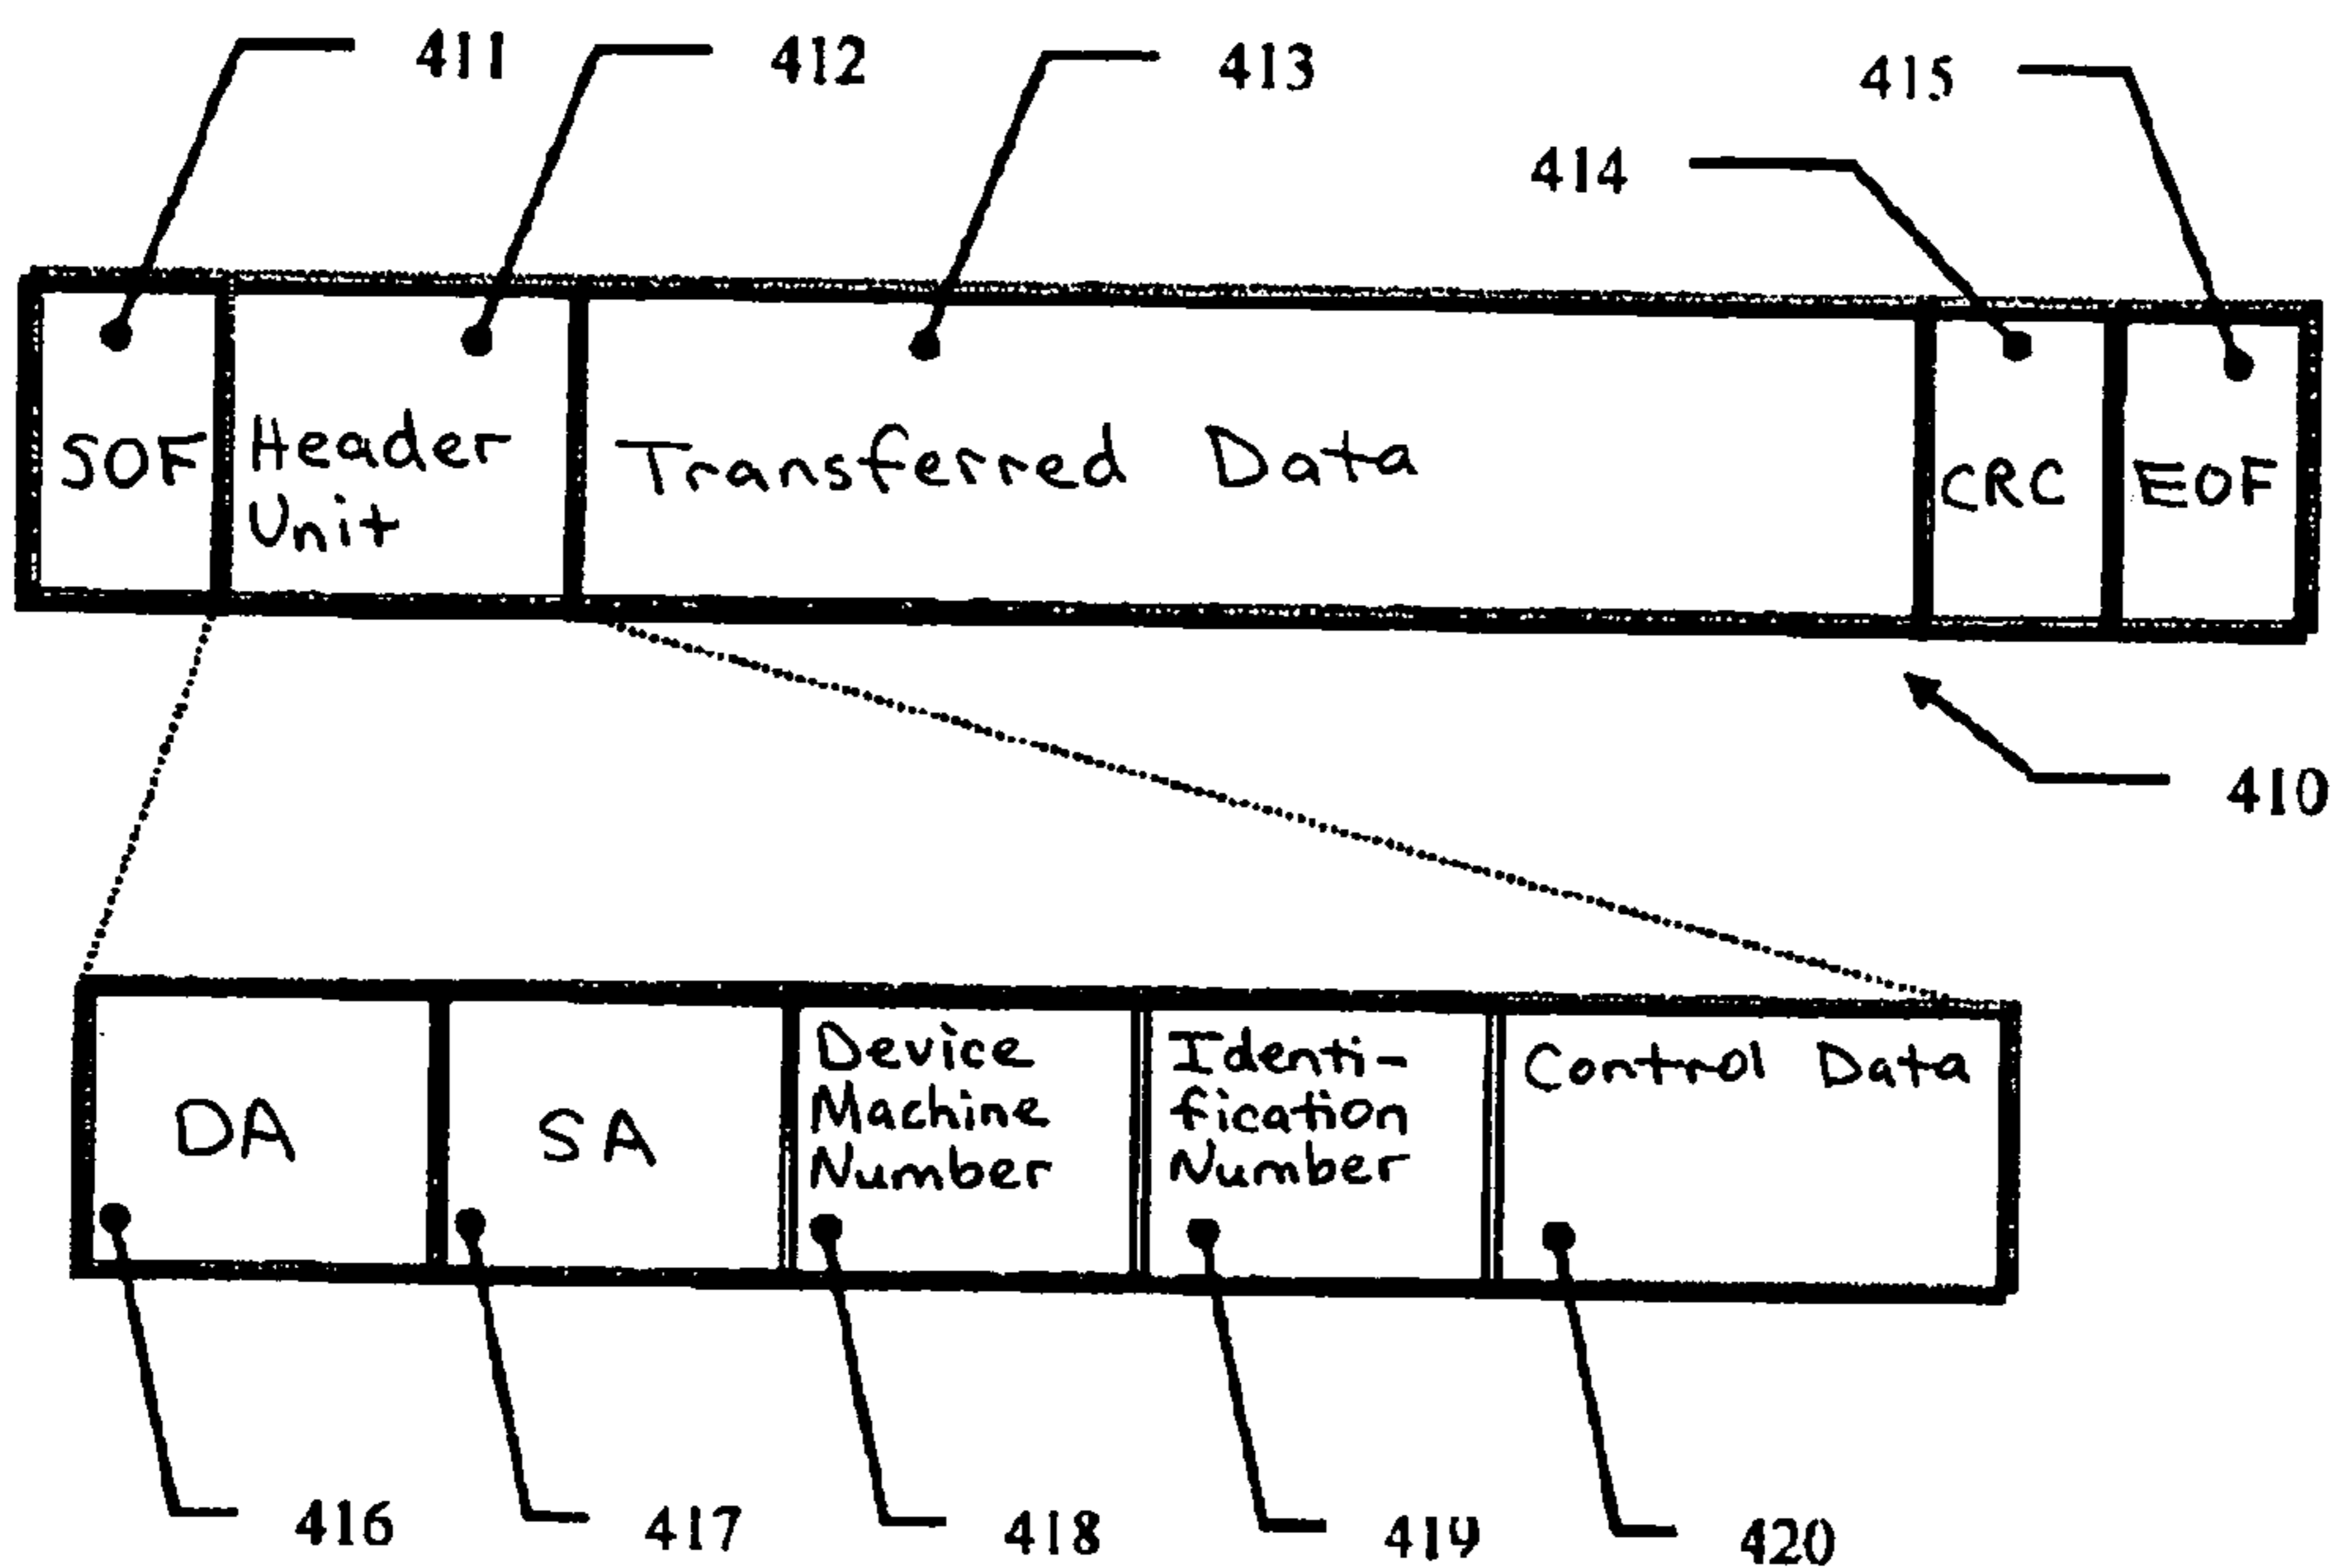 411
412
413
415
414
SOF
Header
Unit
Transferred Data
CRC
EOF
410
DA
SA
Device
Machine
Number
Identi-
fication
Number
Control Data
416
417
418
419
420